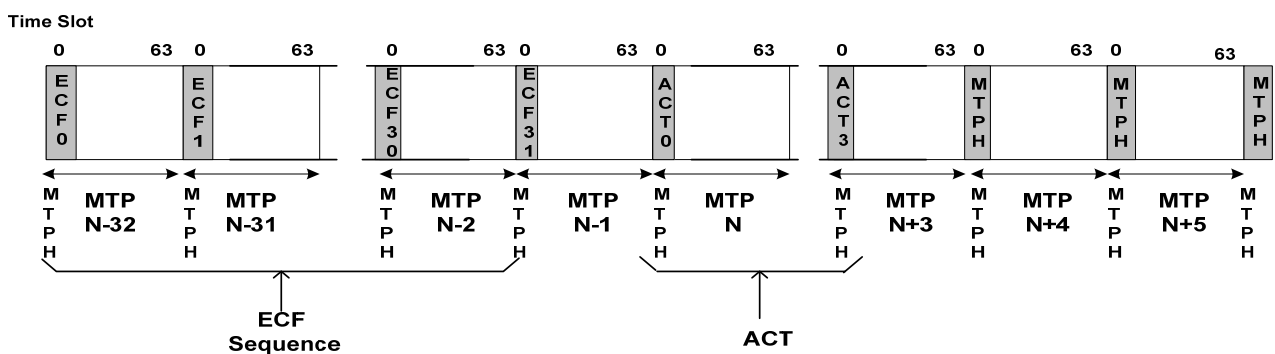 Time Slot
0 63 0 63 0 63 0 63 0 63 0 63 0 63 0 63
ECF0 ECF1 ECF30 ECF31 ACT0 ACT3 MTPH MTPH MTPH
MTPH MTP N-32 MTPH MTP N-31 MTPH MTP N-2 MTPH MTP N-1 MTPH MTP N MTPH MTP N+3 MTPH MTP N+4 MTPH MTP N+5 MTPH
ECF
Sequence
ACT